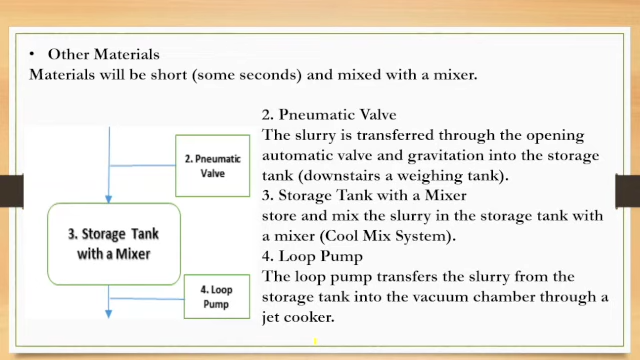 • Other Materials
Materials will be short (some seconds) and mixed with a mixer.
2. Pneumatic Valve
The slurry is transferred through the opening
automatic valve and gravitation into the storage
tank (downstairs a weighing tank).
3. Storage Tank with a Mixer
store and mix the slurry in the storage tank with
a mixer (Cool Mix System).
4. Loop Pump
The loop pump transfers the slurry from the
storage tank into the vacuum chamber through a
jet cooker.
2. Pneumatic
Valve
3. Storage Tank
with a Mixer
4. Loop
Pump